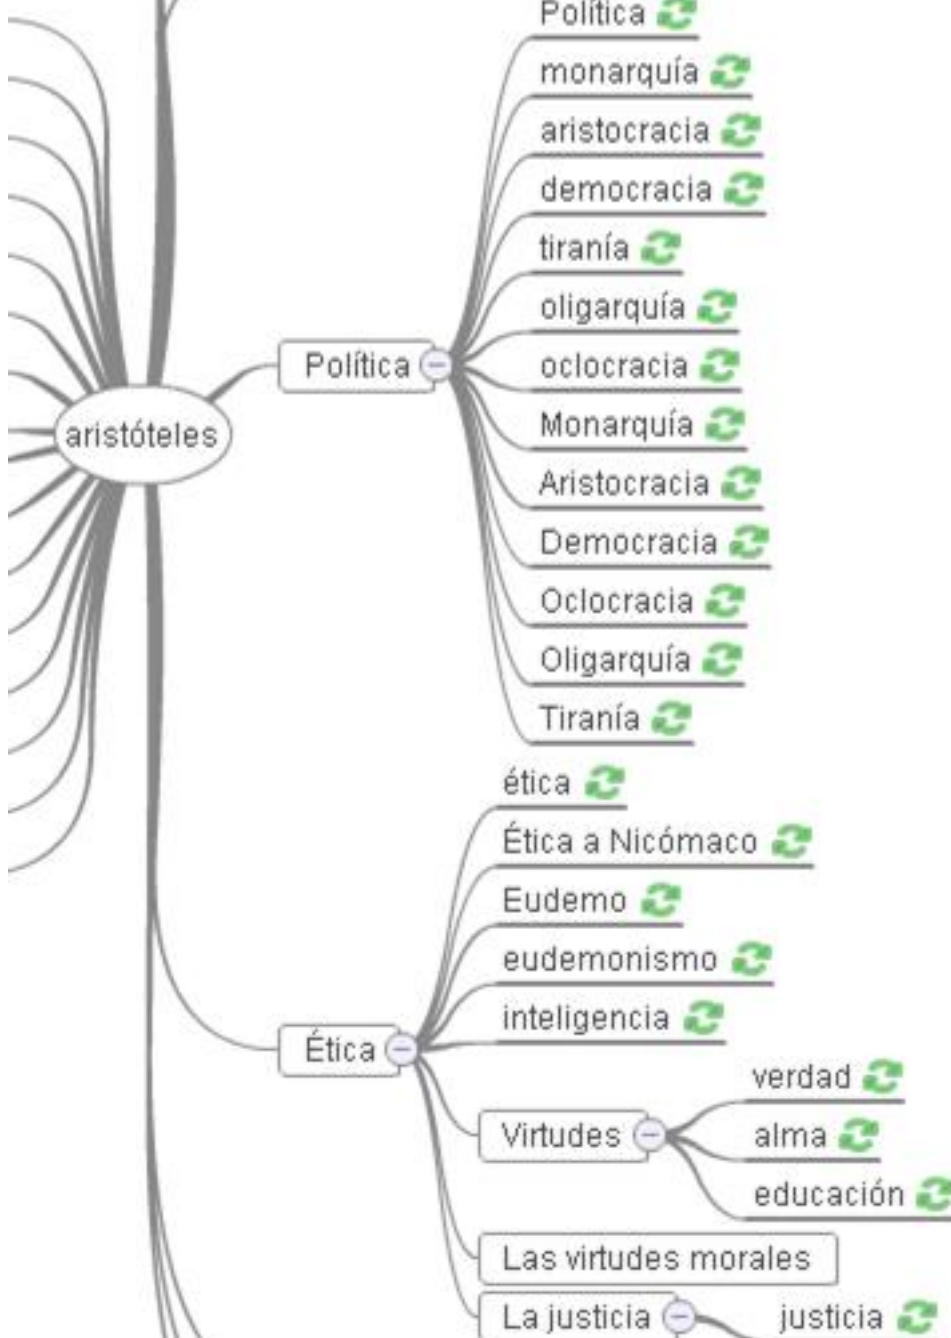 aristóteles
Política
Política
monarquía
aristocracia
democracia
tiranía
oligarquía
oclocracia
Monarquía
Aristocracia
Democracia
Oclocracia
Oligarquía
Tiranía
Ética
ética
Ética a Nicómaco
Eudemo
eudemonismo
inteligencia
Virtudes
verdad
alma
educación
Las virtudes morales
La justicia
justicia